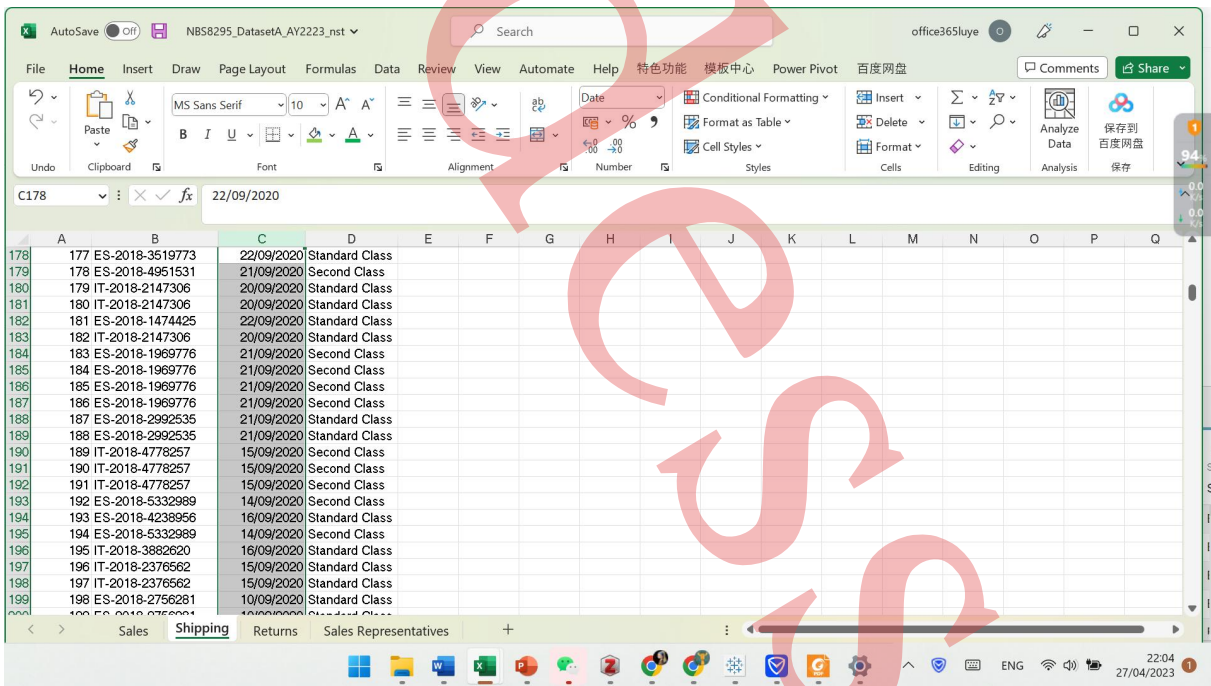 AutoSave Off NBS8295_DatasetA_AY2223_nst Search office365luye O
File Home Insert Draw Page Layout Formulas Data Review View Automate Help 特色功能 模板中心 Power Pivot 百度网盘 Comments Share
MS Sans Serif 10 A^ A˅ ab Date Conditional Formatting Insert
Paste B I U A % 9 Format as Table Delete Analyze Data 保存到百度网盘
Cell Styles Format
Undo Clipboard Font Alignment Number Styles Cells Editing Analysis 保存
1
94%
0.0 K/s
0.0 K/s
C178 fx 22/09/2020
A B C D E F G H I J K L M N O P Q
178 177 ES-2018-3519773 22/09/2020 Standard Class
179 178 ES-2018-4951531 21/09/2020 Second Class
180 179 IT-2018-2147306 20/09/2020 Standard Class
181 180 IT-2018-2147306 20/09/2020 Standard Class
182 181 ES-2018-1474425 22/09/2020 Standard Class
183 182 IT-2018-2147306 20/09/2020 Standard Class
184 183 ES-2018-1969776 21/09/2020 Second Class
185 184 ES-2018-1969776 21/09/2020 Second Class
186 185 ES-2018-1969776 21/09/2020 Second Class
187 186 ES-2018-1969776 21/09/2020 Second Class
188 187 ES-2018-2992535 21/09/2020 Standard Class
189 188 ES-2018-2992535 21/09/2020 Standard Class
190 189 IT-2018-4778257 15/09/2020 Second Class
191 190 IT-2018-4778257 15/09/2020 Second Class
192 191 IT-2018-4778257 15/09/2020 Second Class
193 192 ES-2018-5332989 14/09/2020 Second Class
194 193 ES-2018-4238956 16/09/2020 Standard Class
195 194 ES-2018-5332989 14/09/2020 Second Class
196 195 IT-2018-3882620 16/09/2020 Standard Class
197 196 IT-2018-2376562 15/09/2020 Standard Class
198 197 IT-2018-2376562 15/09/2020 Standard Class
199 198 ES-2018-2756281 10/09/2020 Standard Class
Sales Shipping Returns Sales Representatives +
ENG 22:04
27/04/2023 1